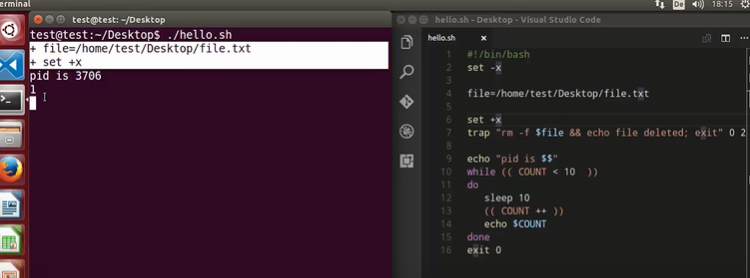 erminal
De
18:15
test@test: ~/Desktop
hello.sh - Desktop - Visual Studio Code
test@test:~/Desktop$ ./hello.sh
+ file=/home/test/Desktop/file.txt
+ set +x
pid is 3706
1
hello.sh
1 #!/bin/bash
2 set -x
3
4 file=/home/test/Desktop/file.txt
5
6 set +x
7 trap "rm -f $file && echo file deleted; exit" 0 2
8
9 echo "pid is $$"
10 while (( COUNT < 10 ))
11 do
12 sleep 10
13 (( COUNT ++ ))
14 echo $COUNT
15 done
16 exit 0